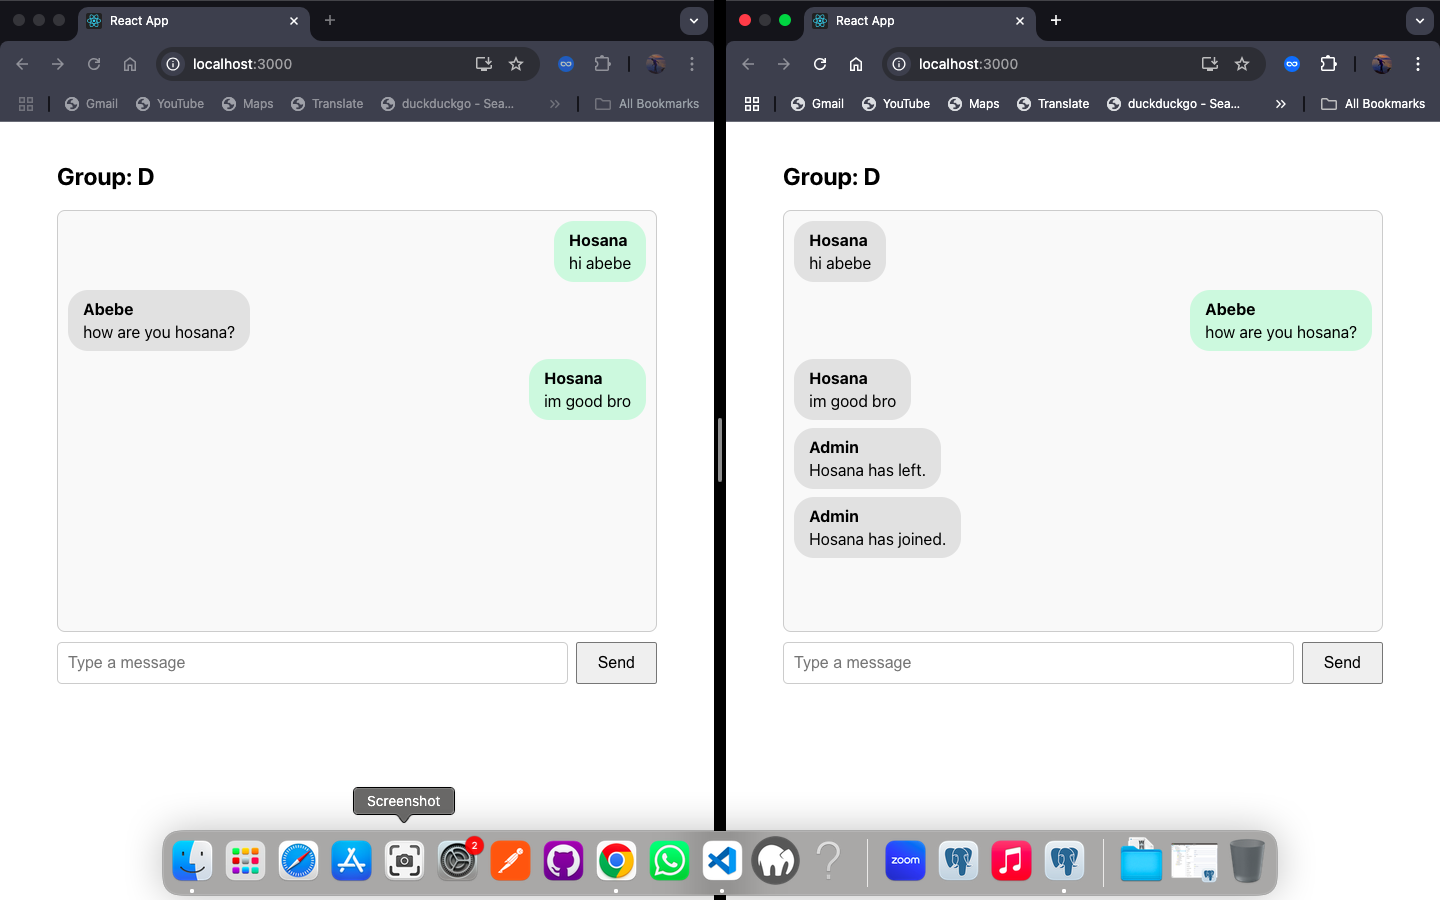 React App
localhost:3000
Gmail
YouTube
Maps
Translate
duckduckgo - Sea...
All Bookmarks
Group: D
Hosana
hi abebe
Abebe
how are you hosana?
Hosana
im good bro
Type a message
Send
React App
localhost:3000
Gmail
YouTube
Maps
Translate
duckduckgo - Sea...
All Bookmarks
Group: D
Hosana
hi abebe
Abebe
how are you hosana?
Hosana
im good bro
Admin
Hosana has left.
Admin
Hosana has joined.
Type a message
Send
Screenshot
2
zoom